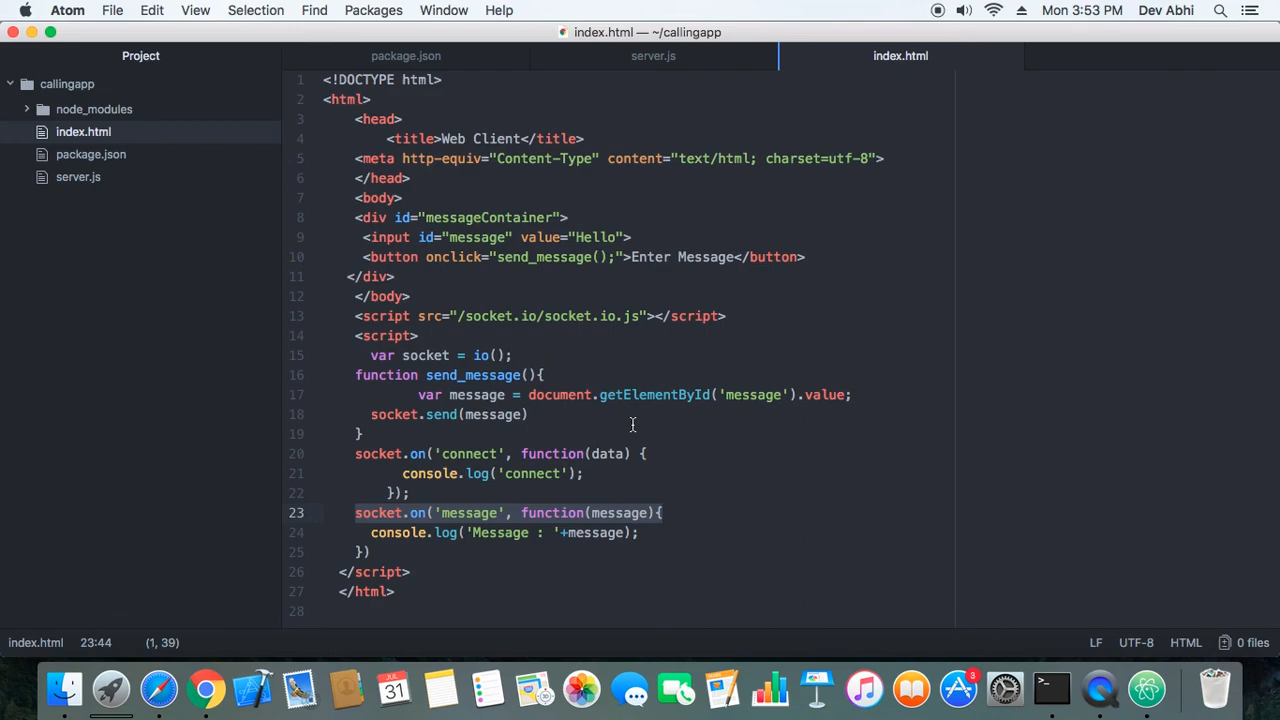 Atom File Edit View Selection Find Packages Window Help Mon 3:53 PM Dev Abhi
index.html — ~/callingapp
Project package.json server.js index.html
callingapp
node_modules
index.html
package.json
server.js
1 <!DOCTYPE html>
2 <html>
3 <head>
4 <title>Web Client</title>
5 <meta http-equiv="Content-Type" content="text/html; charset=utf-8">
6 </head>
7 <body>
8 <div id="messageContainer">
9 <input id="message" value="Hello">
10 <button onclick="send_message();">Enter Message</button>
11 </div>
12 </body>
13 <script src="/socket.io/socket.io.js"></script>
14 <script>
15 var socket = io();
16 function send_message(){
17 var message = document.getElementById('message').value;
18 socket.send(message)
19 }
20 socket.on('connect', function(data) {
21 console.log('connect');
22 });
23 socket.on('message', function(message){
24 console.log('Message : '+message);
25 })
26 </script>
27 </html>
28
index.html 23:44 (1, 39) LF UTF-8 HTML 0 files
JUL
31
3